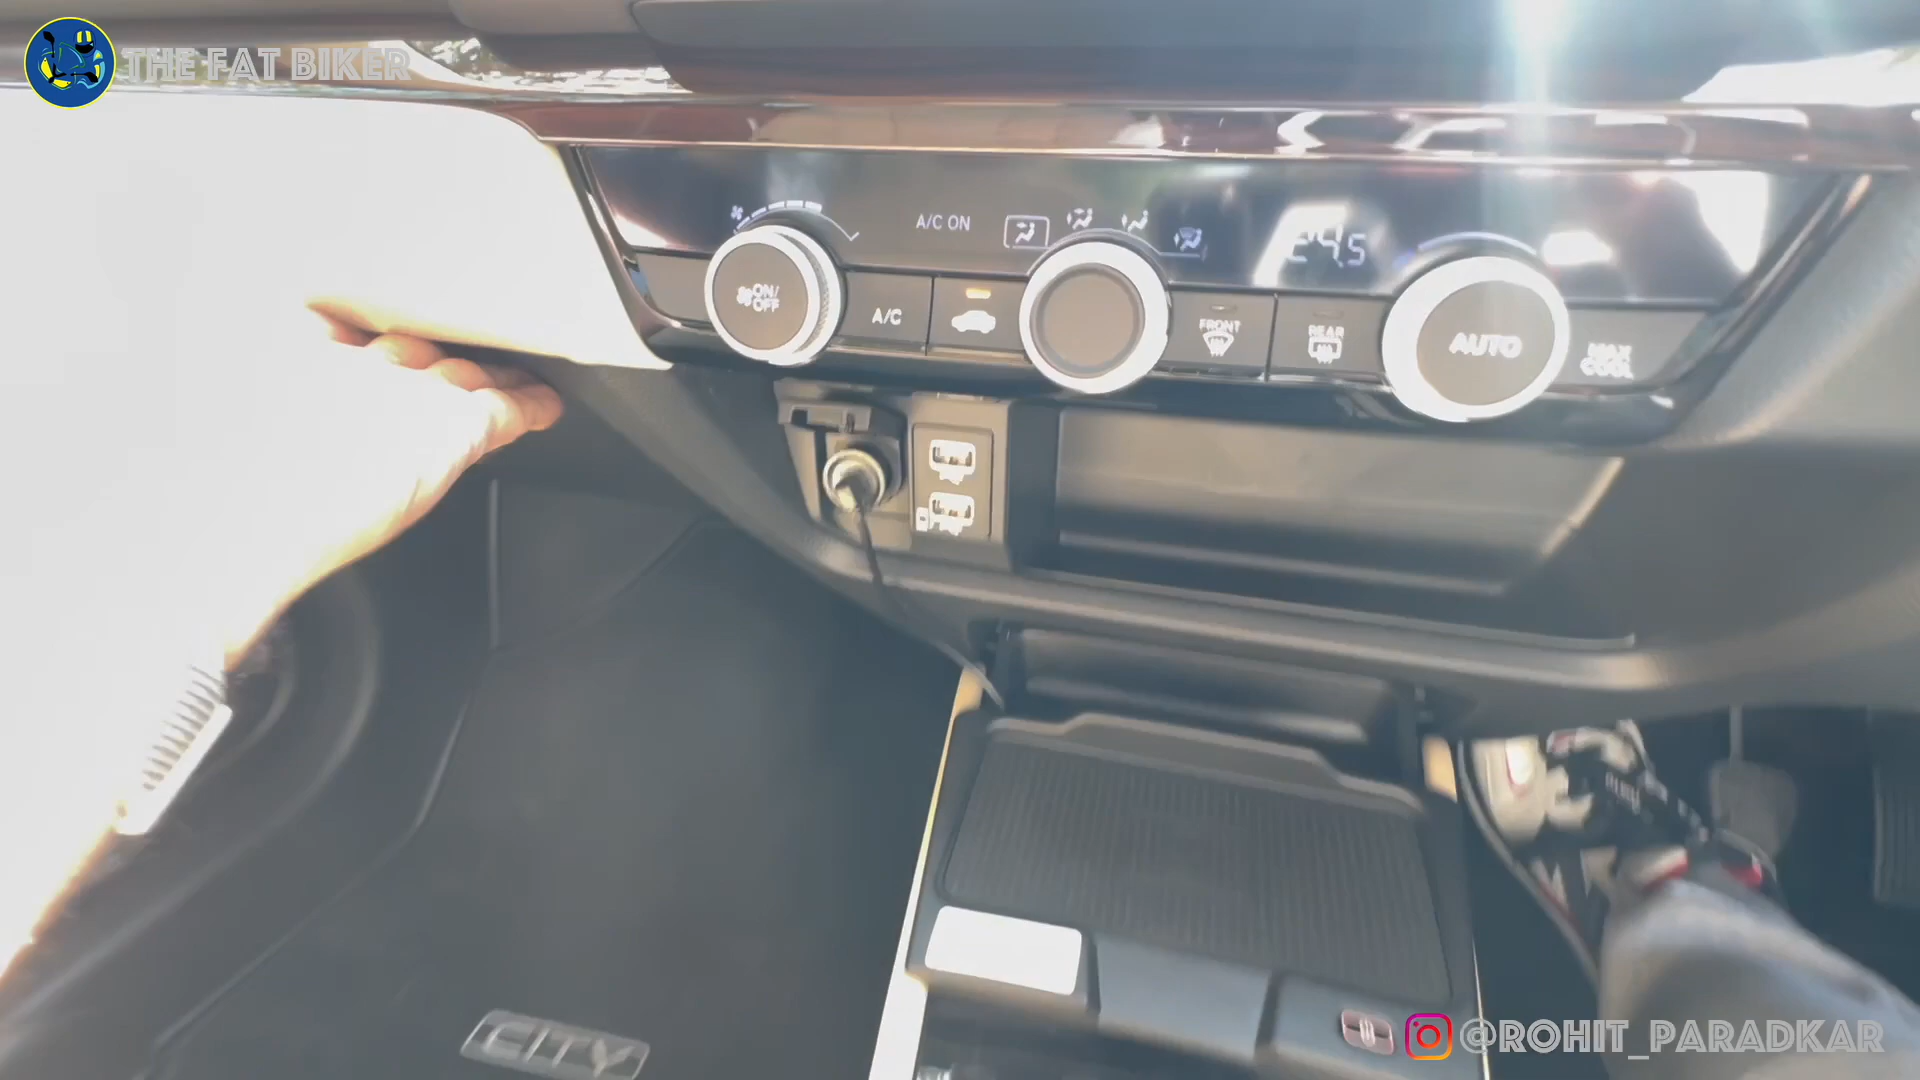 THE FAT BIKER
A/C ON
24.5
ON/
OFF
A/C
FRONT
REAR
AUTO
MAX
COOL
CITY
@ROHIT_PARADKAR